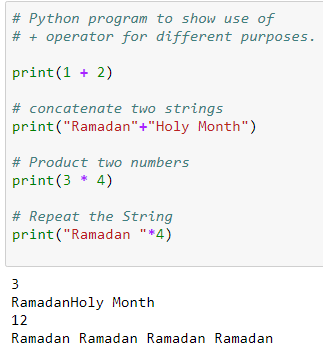 # Python program to show use of
# + operator for different purposes.
print(1 + 2)
# concatenate two strings
print("Ramadan"+"Holy Month")
# Product two numbers
print(3 * 4)
# Repeat the String
print("Ramadan "*4)
3
RamadanHoly Month
12
Ramadan Ramadan Ramadan Ramadan